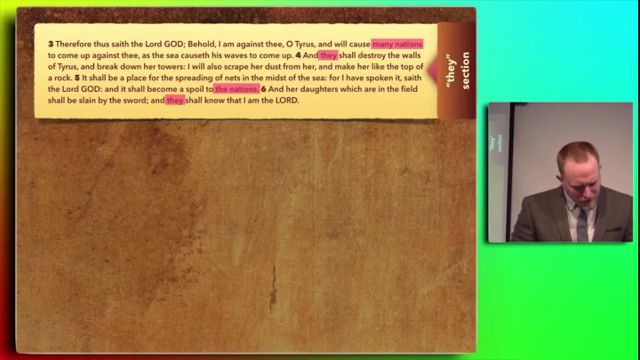 3 Therefore thus saith the Lord GOD; Behold, I am against thee, O Tyrus, and will cause many nations
to come up against thee, as the sea causeth his waves to come up. 4 And they shall destroy the walls
of Tyrus, and break down her towers: I will also scrape her dust from her, and make her like the top of
a rock. 5 It shall be a place for the spreading of nets in the midst of the sea: for I have spoken it, saith
the Lord GOD: and it shall become a spoil to the nations. 6 And her daughters which are in the field
shall be slain by the sword; and they shall know that I am the LORD.
"they"
section
"they"
section